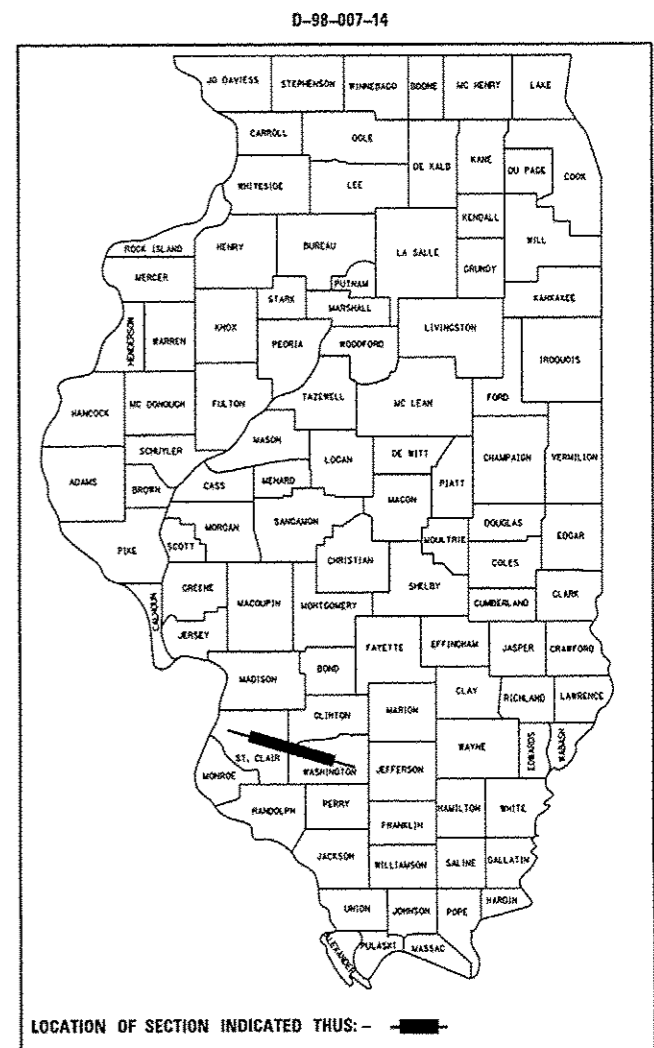 D-98-007-14
JO DAVIESS STEPHENSON WINNEBAGO BOONE MC HENRY LAKE
CARROLL OGLE DE KALB KANE DU PAGE COOK
WHITESIDE LEE
KENDALL
WILL
ROCK ISLAND HENRY BUREAU LA SALLE GRUNDY
MERCER PUTNAM KANKAKEE
STARK MARSHALL
HENDERSON WARREN KNOX PEORIA WOODFORD LIVINGSTON IROQUOIS
HANCOCK MC DONOUGH FULTON TAZEWELL MC LEAN FORD
SCHUYLER MASON LOGAN DE WITT CHAMPAIGN VERMILION
ADAMS BROWN CASS MENARD MACON PIATT
PIKE SCOTT MORGAN SANGAMON MOULTRIE DOUGLAS EDGAR
CHRISTIAN COLES
CALHOUN GREENE MACOUPIN MONTGOMERY SHELBY CUMBERLAND CLARK
JERSEY FAYETTE EFFINGHAM JASPER CRAWFORD
MADISON BOND CLAY RICHLAND LAWRENCE
CLINTON MARION
ST. CLAIR WASHINGTON JEFFERSON WAYNE EDWARDS WABASH
MONROE
RANDOLPH PERRY HAMILTON WHITE
FRANKLIN
JACKSON WILLIAMSON SALINE GALLATIN
HARDIN
UNION JOHNSON POPE
ALEXANDER PULASKI MASSAC
LOCATION OF SECTION INDICATED THUS: -